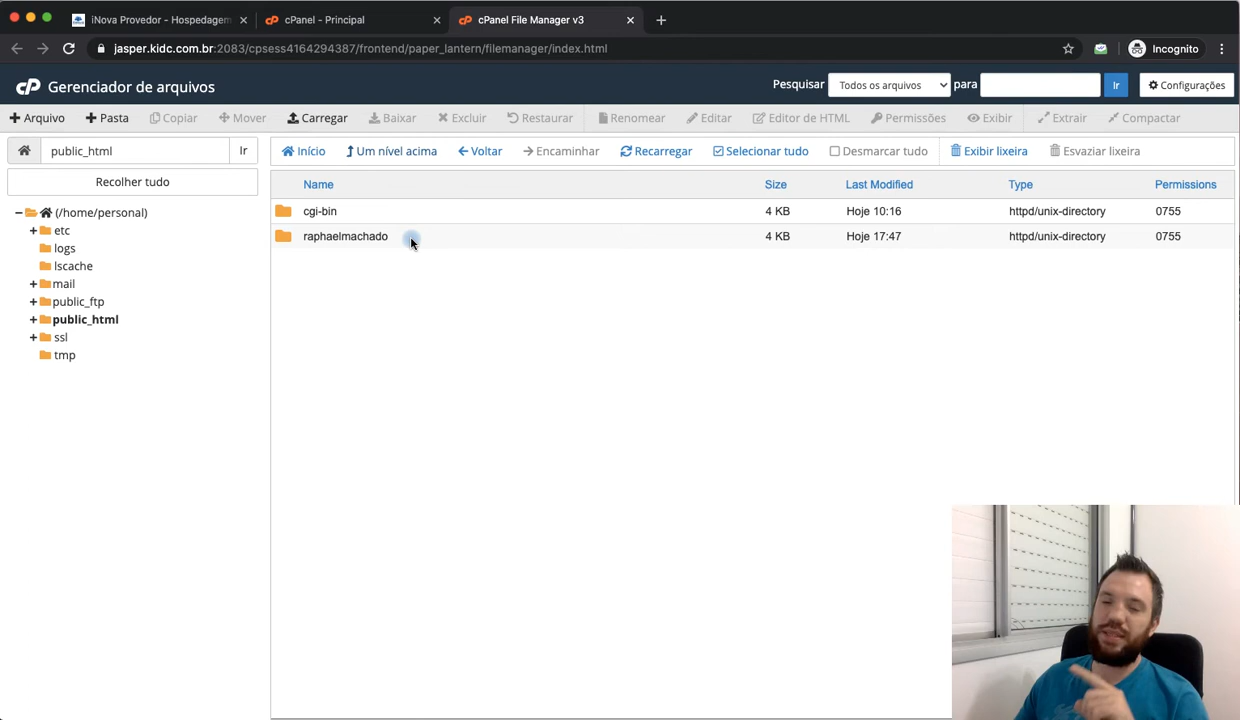 iNova Provedor - Hospedagem
cPanel - Principal
cPanel File Manager v3
jasper.kidc.com.br:2083/cpsess4164294387/frontend/paper_lantern/filemanager/index.html
Incognito
cP Gerenciador de arquivos
Pesquisar Todos os arquivos para Ir Configurações
Arquivo Pasta Copiar Mover Carregar Baixar Excluir Restaurar Renomear Editar Editor de HTML Permissões Exibir Extrair Compactar
public_html Ir
Início Um nível acima Voltar Encaminhar Recarregar Selecionar tudo Desmarcar tudo Exibir lixeira Esvaziar lixeira
Recolher tudo
Name Size Last Modified Type Permissions
cgi-bin 4 KB Hoje 10:16 httpd/unix-directory 0755
raphaelmachado 4 KB Hoje 17:47 httpd/unix-directory 0755
(/home/personal)
etc
logs
lscache
mail
public_ftp
public_html
ssl
tmp